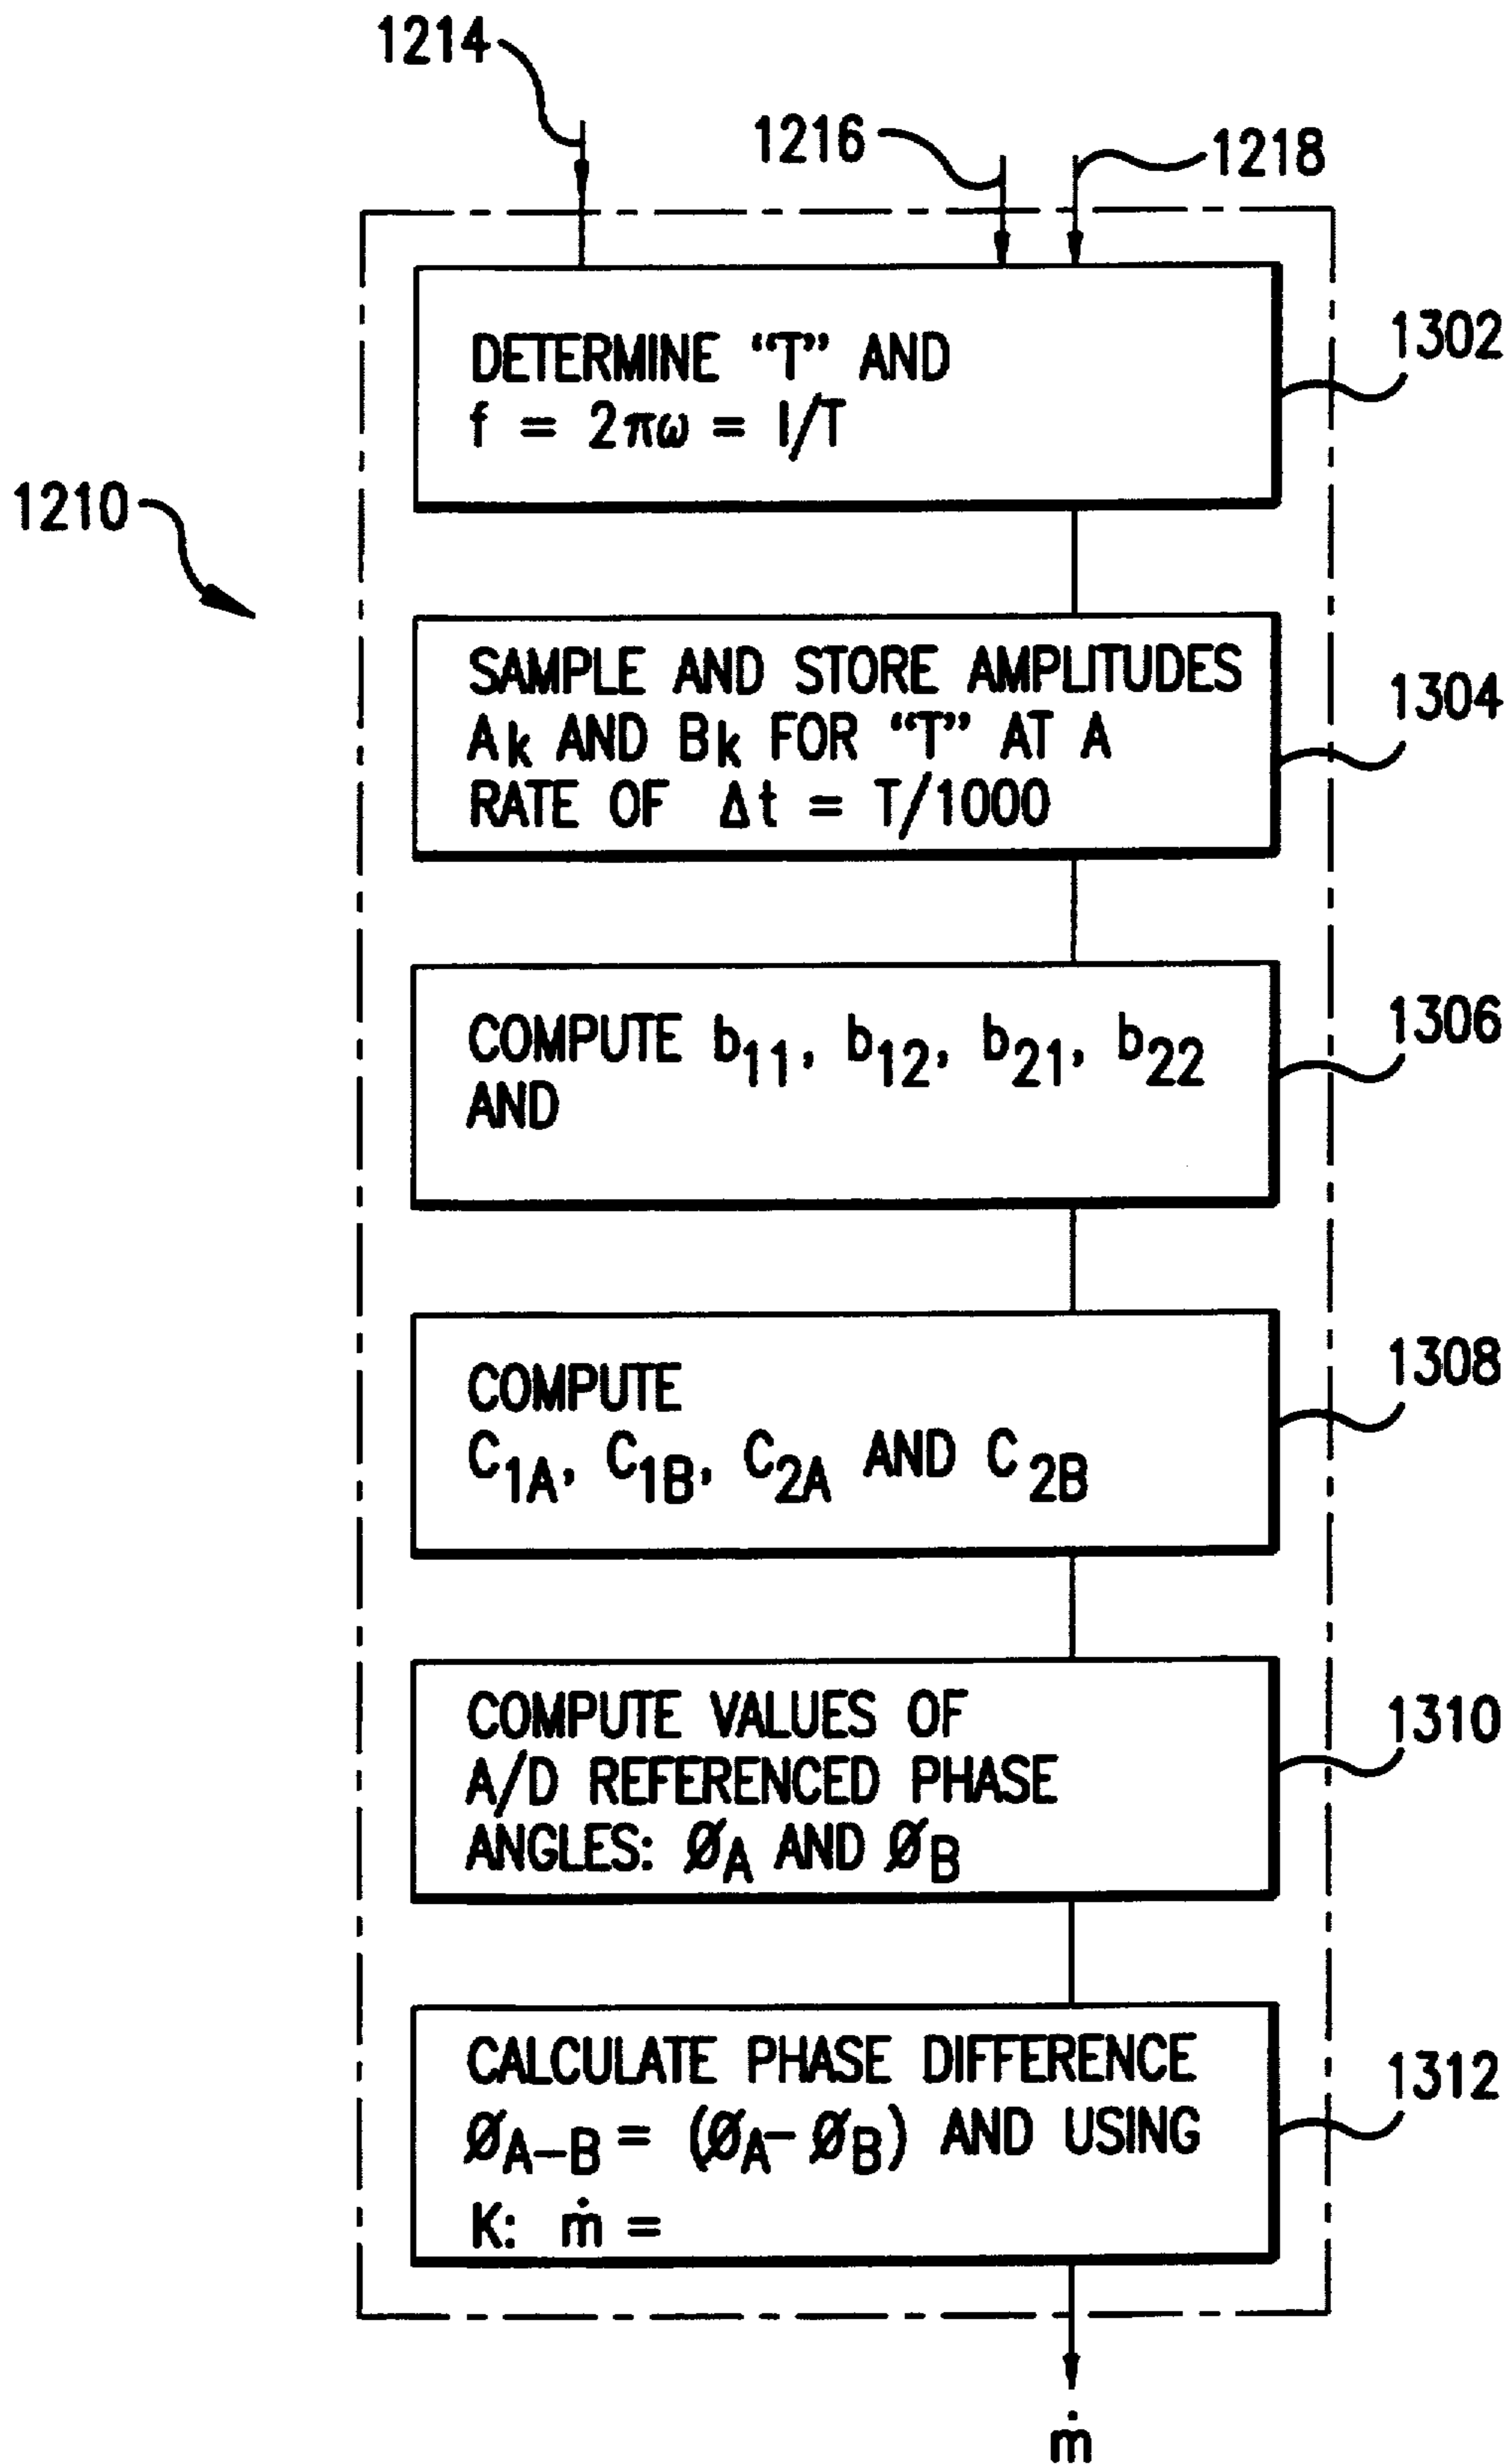 1214
1216
1218
DETERMINE “T” AND
f = 2πω = I/T
1302
1210
SAMPLE AND STORE AMPLITUDES
Ak AND Bk FOR “T” AT A
RATE OF Δt = T/1000
1304
COMPUTE b11, b12, b21, b22
AND
1306
COMPUTE
C1A, C1B, C2A AND C2B
1308
COMPUTE VALUES OF
A/D REFERENCED PHASE
ANGLES: ØA AND ØB
1310
CALCULATE PHASE DIFFERENCE
ØA-B = (ØA- ØB) AND USING
K: ṁ =
1312
ṁ